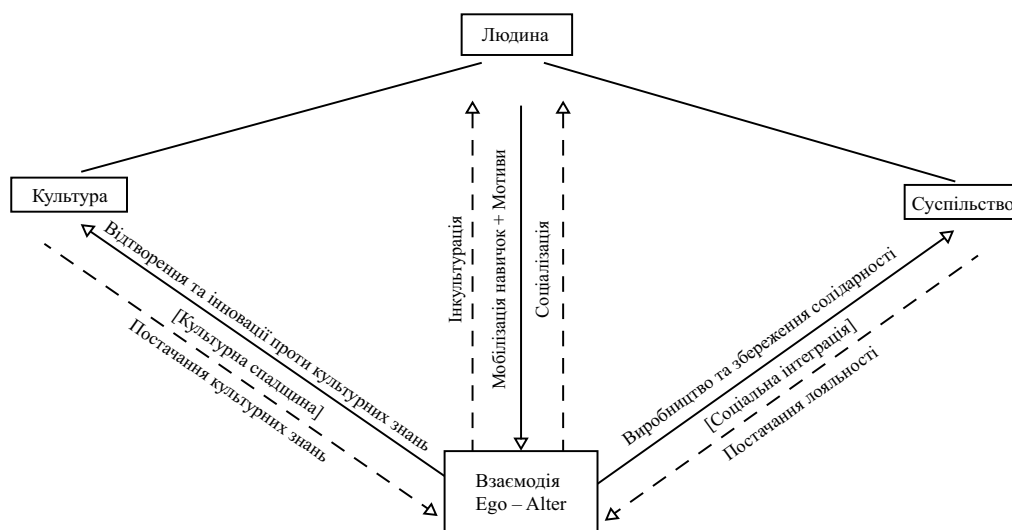 Людина
Культура
Суспільство
Відтворення та інновації проти культурних знань
[Культурна спадщина]
Постачання культурних знань
Інкультурація
Мобілізація навичок + Мотиви
Соціалізація
Виробництво та збереження солідарності
[Соціальна інтеграція]
Постачання лояльності
Взаємодія
Ego – Alter